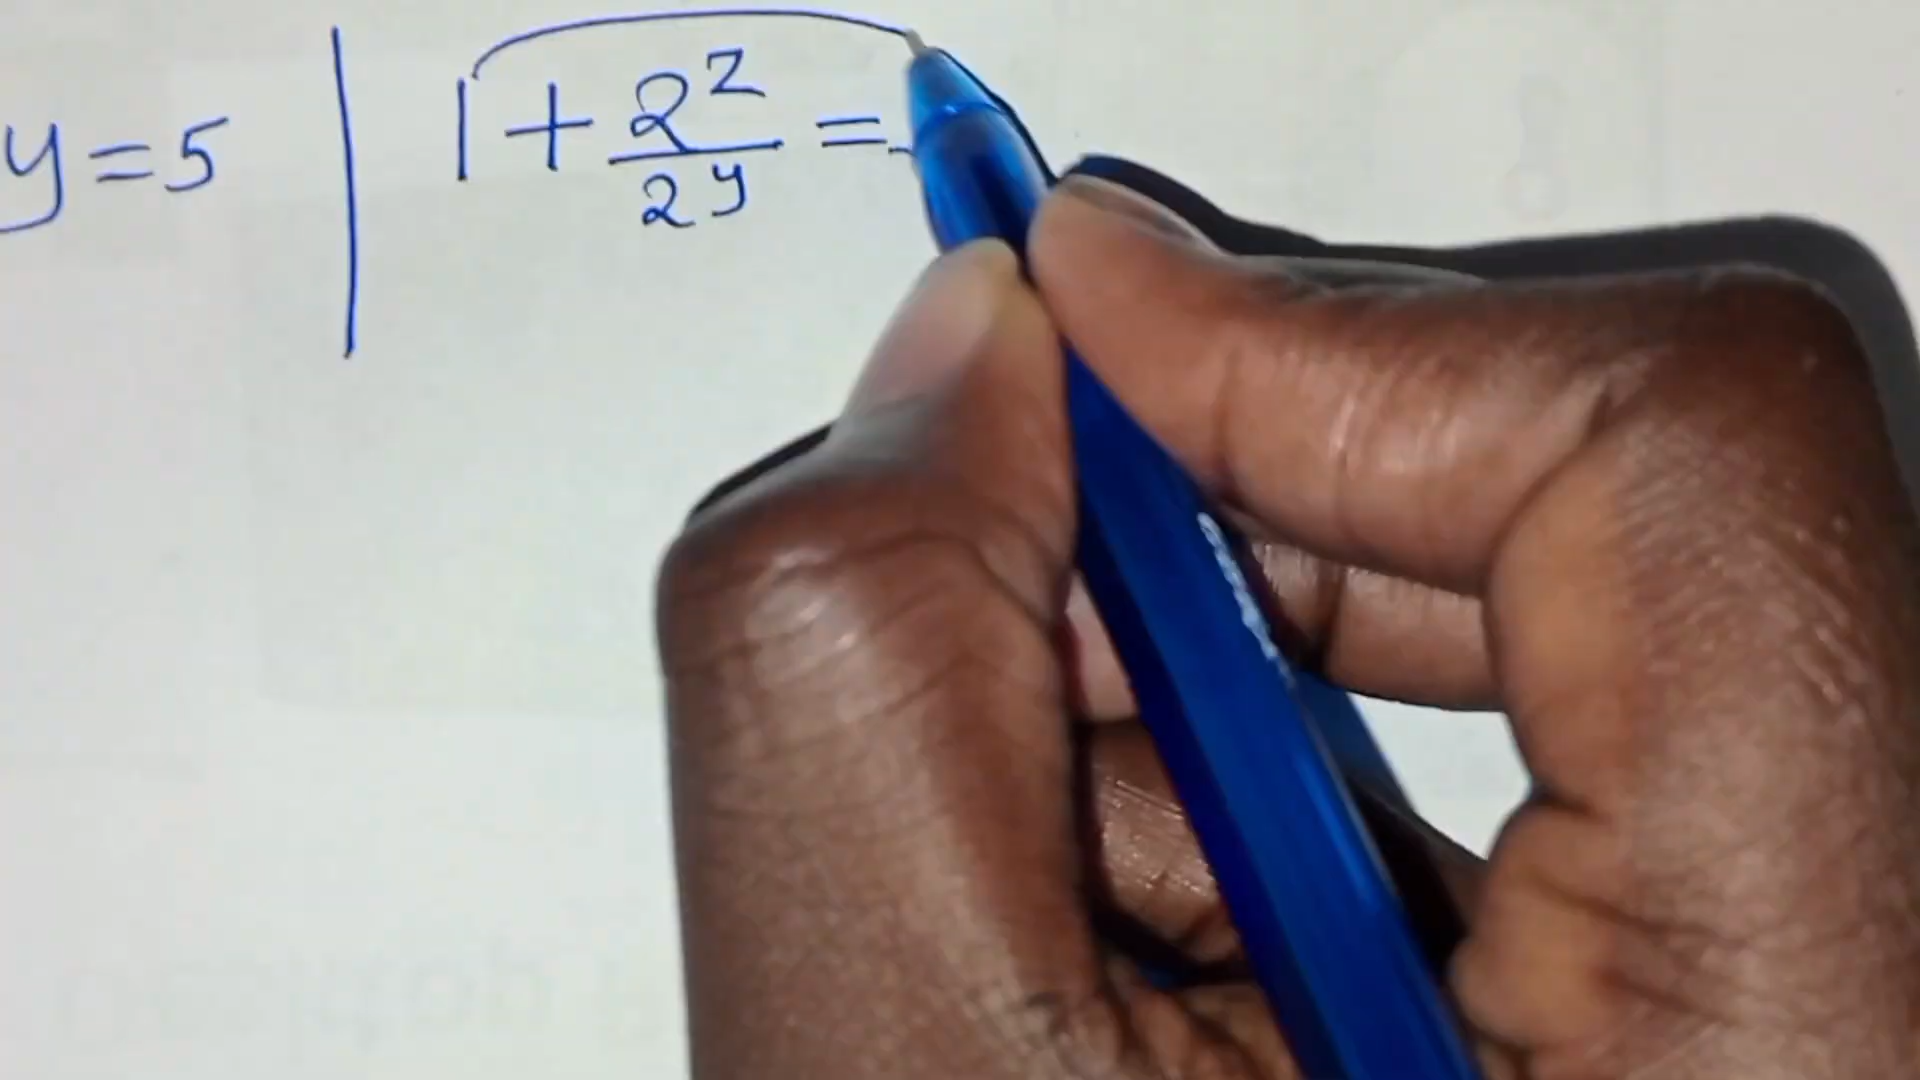 y = 5 | 1 + 2^z/2^y =